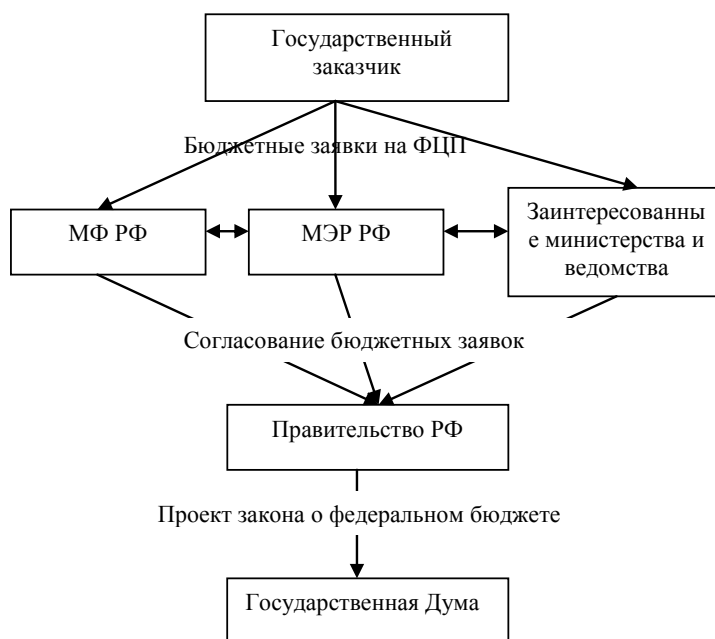 Государственный
заказчик
Бюджетные заявки на ФЦП
МФ РФ
МЭР РФ
Заинтересованны
е министерства и
ведомства
Согласование бюджетных заявок
Правительство РФ
Проект закона о федеральном бюджете
Государственная Дума